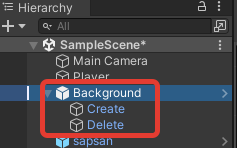 Hierarchy
All
SampleScene*
Main Camera
Player
Background
Create
Delete
sapsan